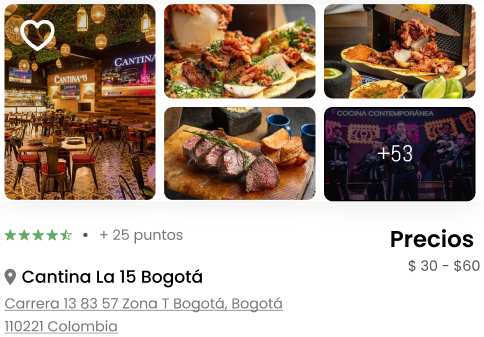 CANTINA 15
CANTINA
COCINA CONTEMPORÁNEA
+53
• + 25 puntos
Precios
$ 30 - $60
Cantina La 15 Bogotá
Carrera 13 83 57 Zona T Bogotá, Bogotá
110221 Colombia